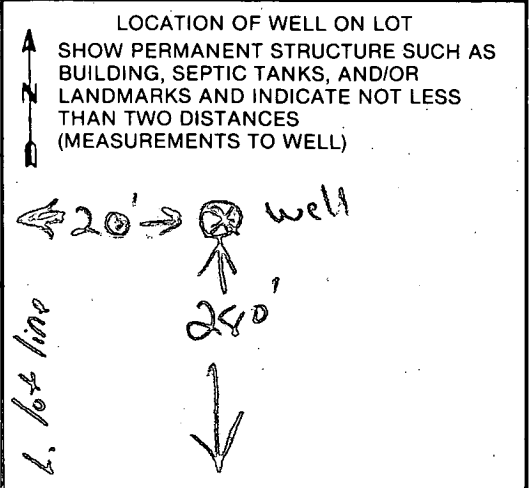 LOCATION OF WELL ON LOT
SHOW PERMANENT STRUCTURE SUCH AS
BUILDING, SEPTIC TANKS, AND/OR
LANDMARKS AND INDICATE NOT LESS
THAN TWO DISTANCES
(MEASUREMENTS TO WELL)
N
20' well
lot line